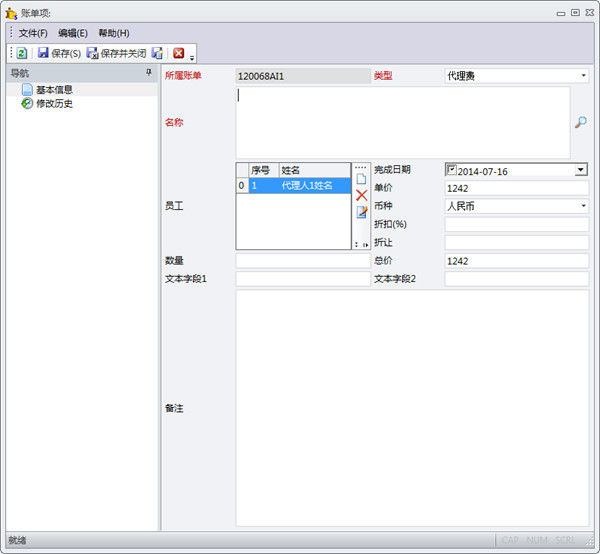 账单项:
文件(F) 编辑(E) 帮助(H)
保存(S) 保存并关闭
导航
基本信息
修改历史
所属账单 120068AI1 类型 代理费
名称
序号 姓名
0 1 代理人1姓名
员工
完成日期 2014-07-16
单价 1242
币种 人民币
折扣(%)
折让
数量 总价 1242
文本字段1 文本字段2
备注
就绪 CAP NUM SCRL